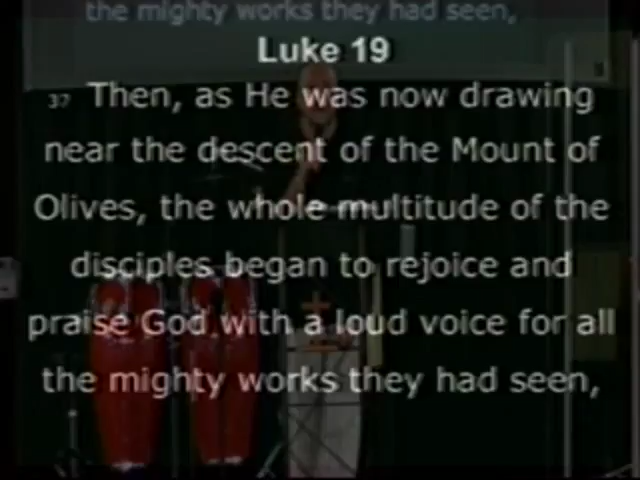 the mighty works they had seen,
Luke 19
37 Then, as He was now drawing
near the descent of the Mount of
Olives, the whole multitude of the
disciples began to rejoice and
praise God with a loud voice for all
the mighty works they had seen,